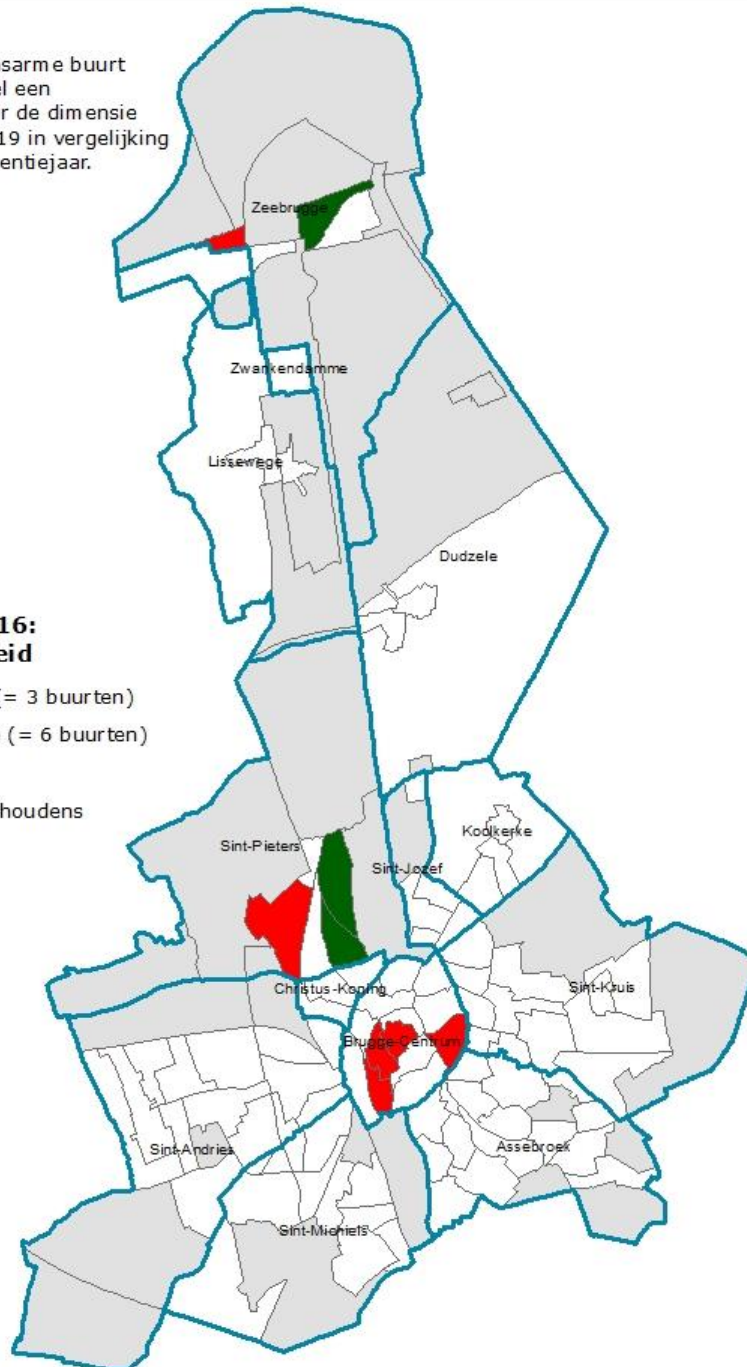 sarme buurt
el een
r de dimensie
19 in vergelijking
entiejaar.
Zeebrugge
Zwankendamme
Lissewege
Dudzele
16:
eid
(= 3 buurten)
(= 6 buurten)
houdens
Koolkerke
Sint-Pieters
Sint-Jozef
Christus-Koning
Sint-Kruis
Brugge-Centrum
Sint-Andries
Assebroek
Sint-Michiels